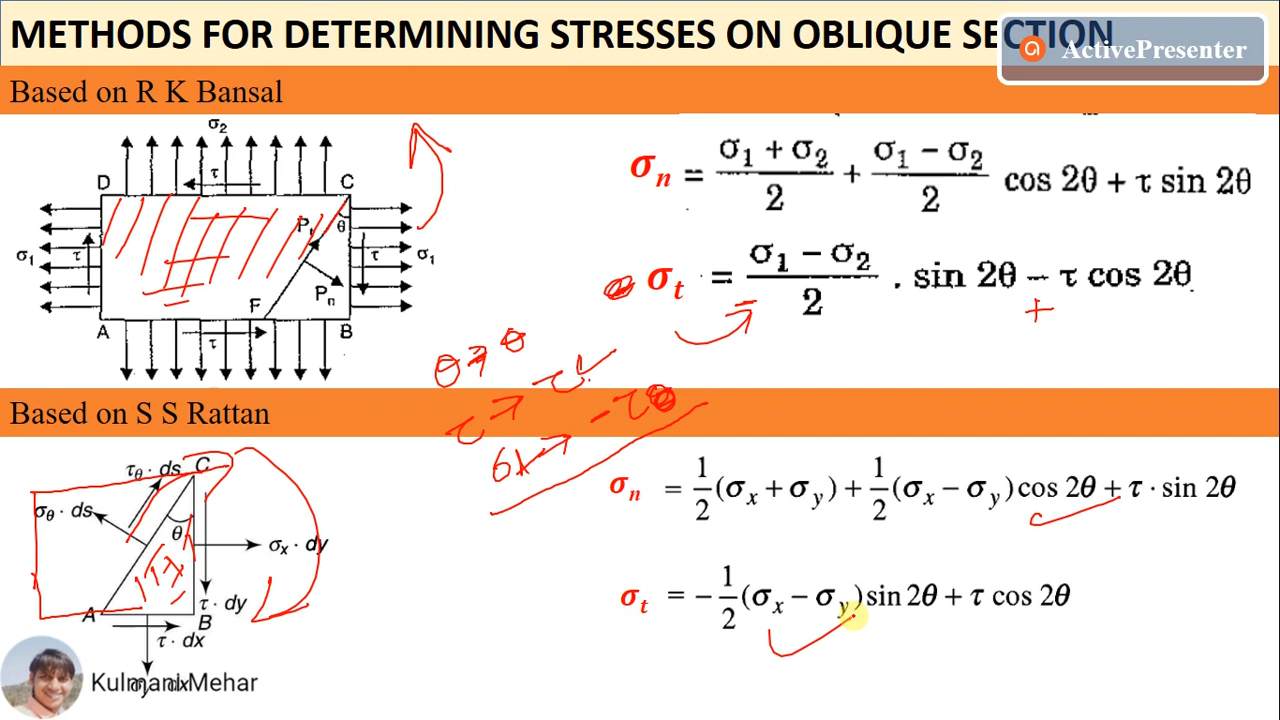 METHODS FOR DETERMINING STRESSES ON OBLIQUE SECTION
ActivePresenter
Based on R K Bansal
σ₂
D τ C
σ₁ τ Pₜ θ τ σ₁
Pₙ
F
A τ B
σₙ = (σ₁ + σ₂)/2 + (σ₁ − σ₂)/2 cos 2θ + τ sin 2θ
σₜ = (σ₁ − σ₂)/2 . sin 2θ − τ cos 2θ
− +
θ → θ
τ → τ
→ −τ
Based on S S Rattan
τθ · ds C
σθ · ds
θ σx · dy
A τ · dy
B
τ · dx
σₙ = ½(σx + σy) + ½(σx − σy)cos 2θ + τ · sin 2θ
σₜ = −½(σx − σy)sin 2θ + τ cos 2θ
Kulmani Mehar